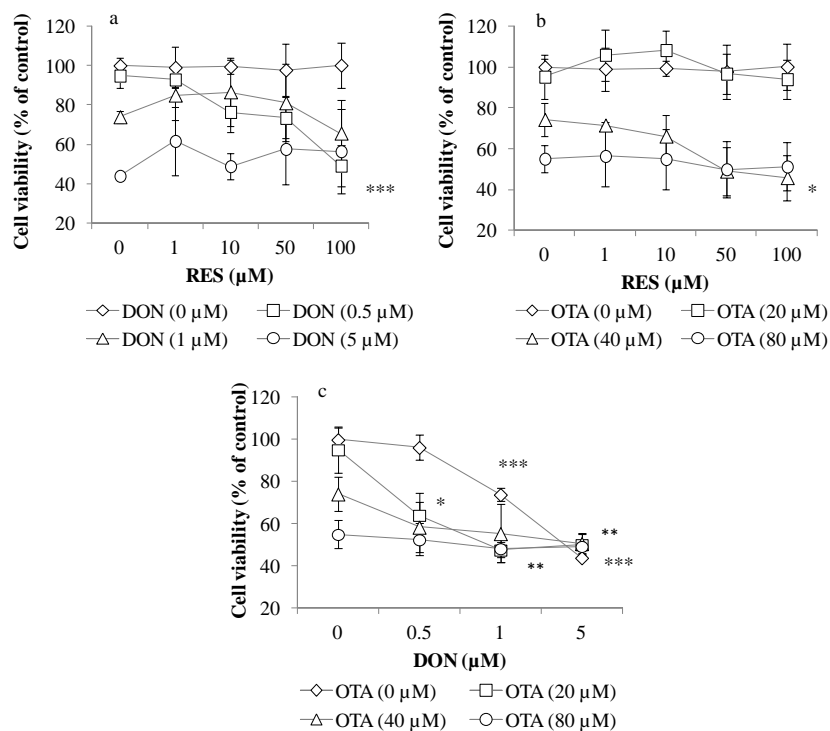 a
Cell viability (% of control)
120
100
80
60
40
20
***
0 1 10 50 100
RES (µM)
DON (0 µM) DON (0.5 µM)
DON (1 µM) DON (5 µM)
b
Cell viability (% of control)
120
100
80
60
40
20
*
0 1 10 50 100
RES (µM)
OTA (0 µM) OTA (20 µM)
OTA (40 µM) OTA (80 µM)
c
Cell viability (% of control)
120
100
80
60
40
20
***
*
**
**
***
0 0.5 1 5
DON (µM)
OTA (0 µM) OTA (20 µM)
OTA (40 µM) OTA (80 µM)